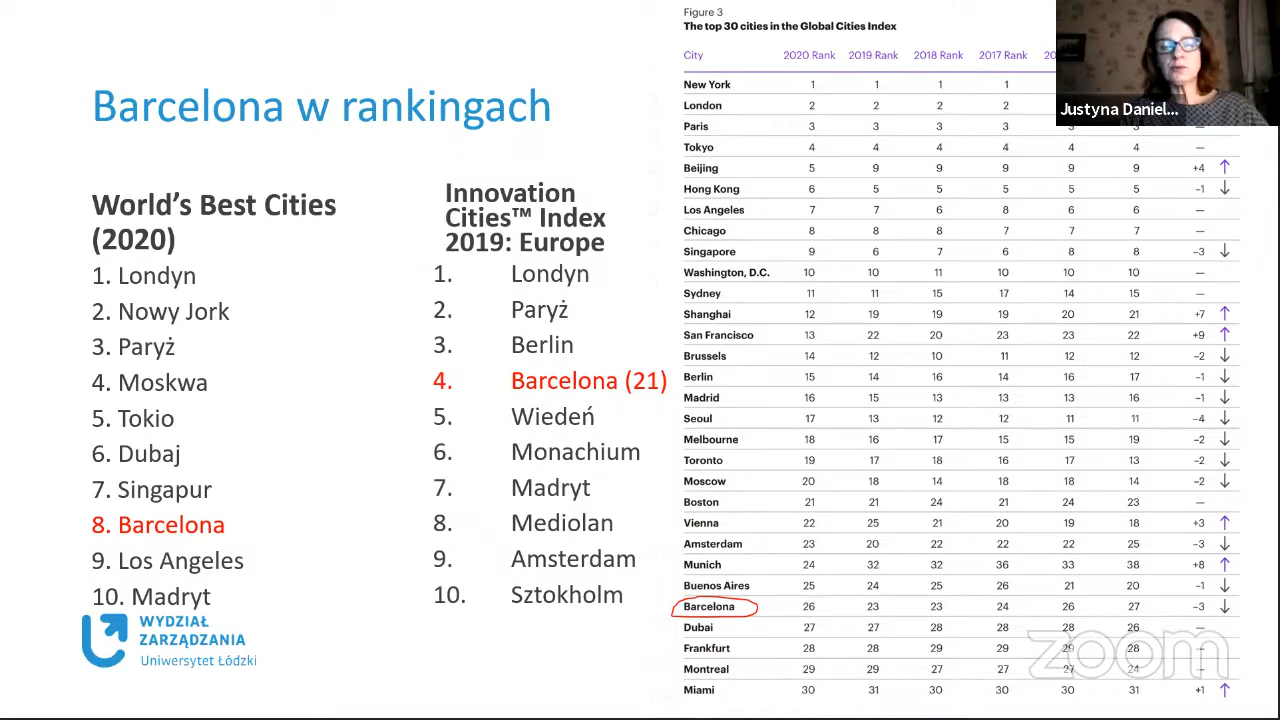 Barcelona w rankingach
World's Best Cities
(2020)
1. Londyn
2. Nowy Jork
3. Paryż
4. Moskwa
5. Tokio
6. Dubaj
7. Singapur
8. Barcelona
9. Los Angeles
10. Madryt
WYDZIAŁ
ZARZĄDZANIA
Uniwersytet Łódzki
Innovation
Cities™ Index
2019: Europe
1. Londyn
2. Paryż
3. Berlin
4. Barcelona (21)
5. Wiedeń
6. Monachium
7. Madryt
8. Mediolan
9. Amsterdam
10. Sztokholm
Figure 3
The top 30 cities in the Global Cities Index
City 2020 Rank 2019 Rank 2018 Rank 2017 Rank
New York 1 1 1 1
London 2 2 2 2
Paris 3 3 3 3 3 3 —
Tokyo 4 4 4 4 4 4 —
Beijing 5 9 9 9 9 9 +4 ↑
Hong Kong 6 5 5 5 5 5 –1 ↓
Los Angeles 7 7 6 8 6 6 —
Chicago 8 8 8 7 7 7 —
Singapore 9 6 7 6 8 8 –3 ↓
Washington, D.C. 10 10 11 10 10 10 —
Sydney 11 11 15 17 14 15 —
Shanghai 12 19 19 19 20 21 +7 ↑
San Francisco 13 22 20 23 23 22 +9 ↑
Brussels 14 12 10 11 12 12 –2 ↓
Berlin 15 14 16 14 16 17 –1 ↓
Madrid 16 15 13 13 13 16 –1 ↓
Seoul 17 13 12 12 11 11 –4 ↓
Melbourne 18 16 17 15 15 19 –2 ↓
Toronto 19 17 18 16 17 13 –2 ↓
Moscow 20 18 14 18 18 14 –2 ↓
Boston 21 21 24 21 24 23 —
Vienna 22 25 21 20 19 18 +3 ↑
Amsterdam 23 20 22 22 22 25 –3 ↓
Munich 24 32 32 36 33 38 +8 ↑
Buenos Aires 25 24 25 26 21 20 –1 ↓
Barcelona 26 23 23 24 26 27 –3 ↓
Dubai 27 27 28 28 28 26 —
Frankfurt 28 28 29 29 29 28 —
Montreal 29 29 27 27 27 24 —
Miami 30 31 30 30 30 31 +1 ↑
Justyna Daniel...
zoom